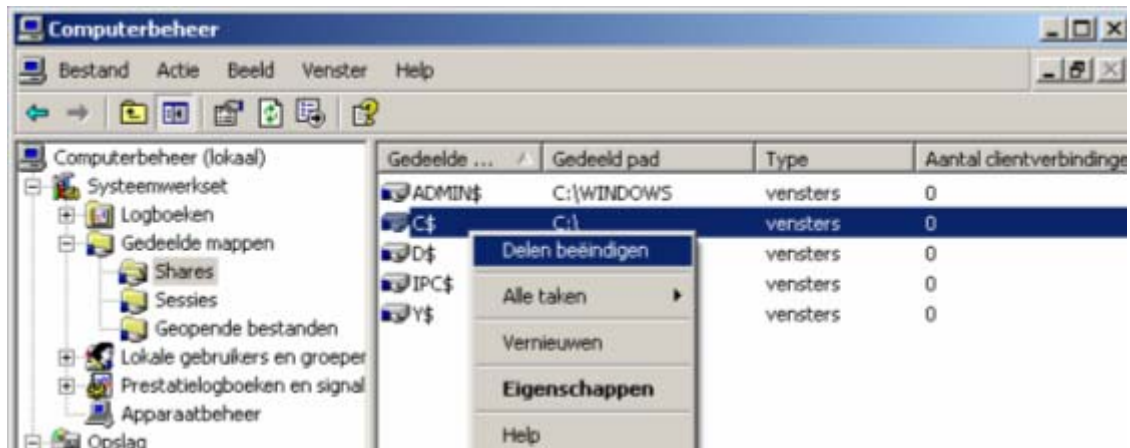 Computerbeheer
Bestand Actie Beeld Venster Help
Computerbeheer (lokaal)
Systeemwerkset
Logboeken
Gedeelde mappen
Shares
Sessies
Geopende bestanden
Lokale gebruikers en groeper
Prestatielogboeken en signal
Apparaatbeheer
Opslag
Gedeelde ... Gedeeld pad Type Aantal clientverbindinge
ADMIN$ C:\WINDOWS vensters 0
C$ C:\ vensters 0
D$ vensters 0
IPC$ vensters 0
Y$ vensters 0
Delen beëindigen
Alle taken
Vernieuwen
Eigenschappen
Help